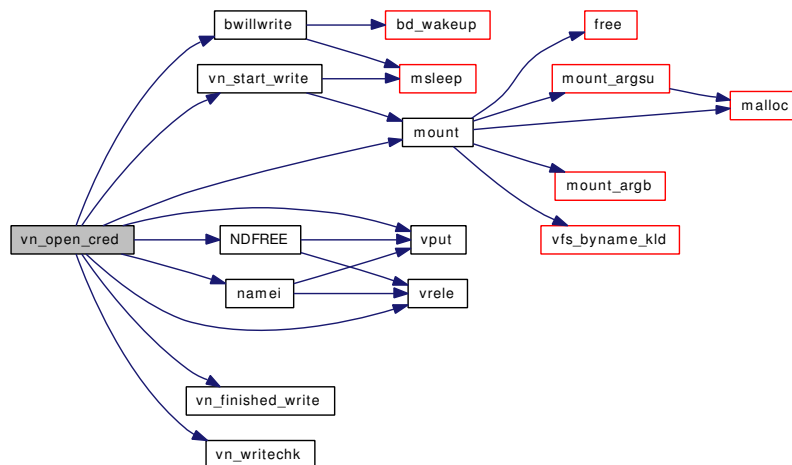 bwillwrite
bd_wakeup
free
vn_start_write
msleep
mount_argsu
malloc
mount
mount_argb
vn_open_cred
NDFREE
vput
vfs_byname_kld
namei
vrele
vn_finished_write
vn_writechk